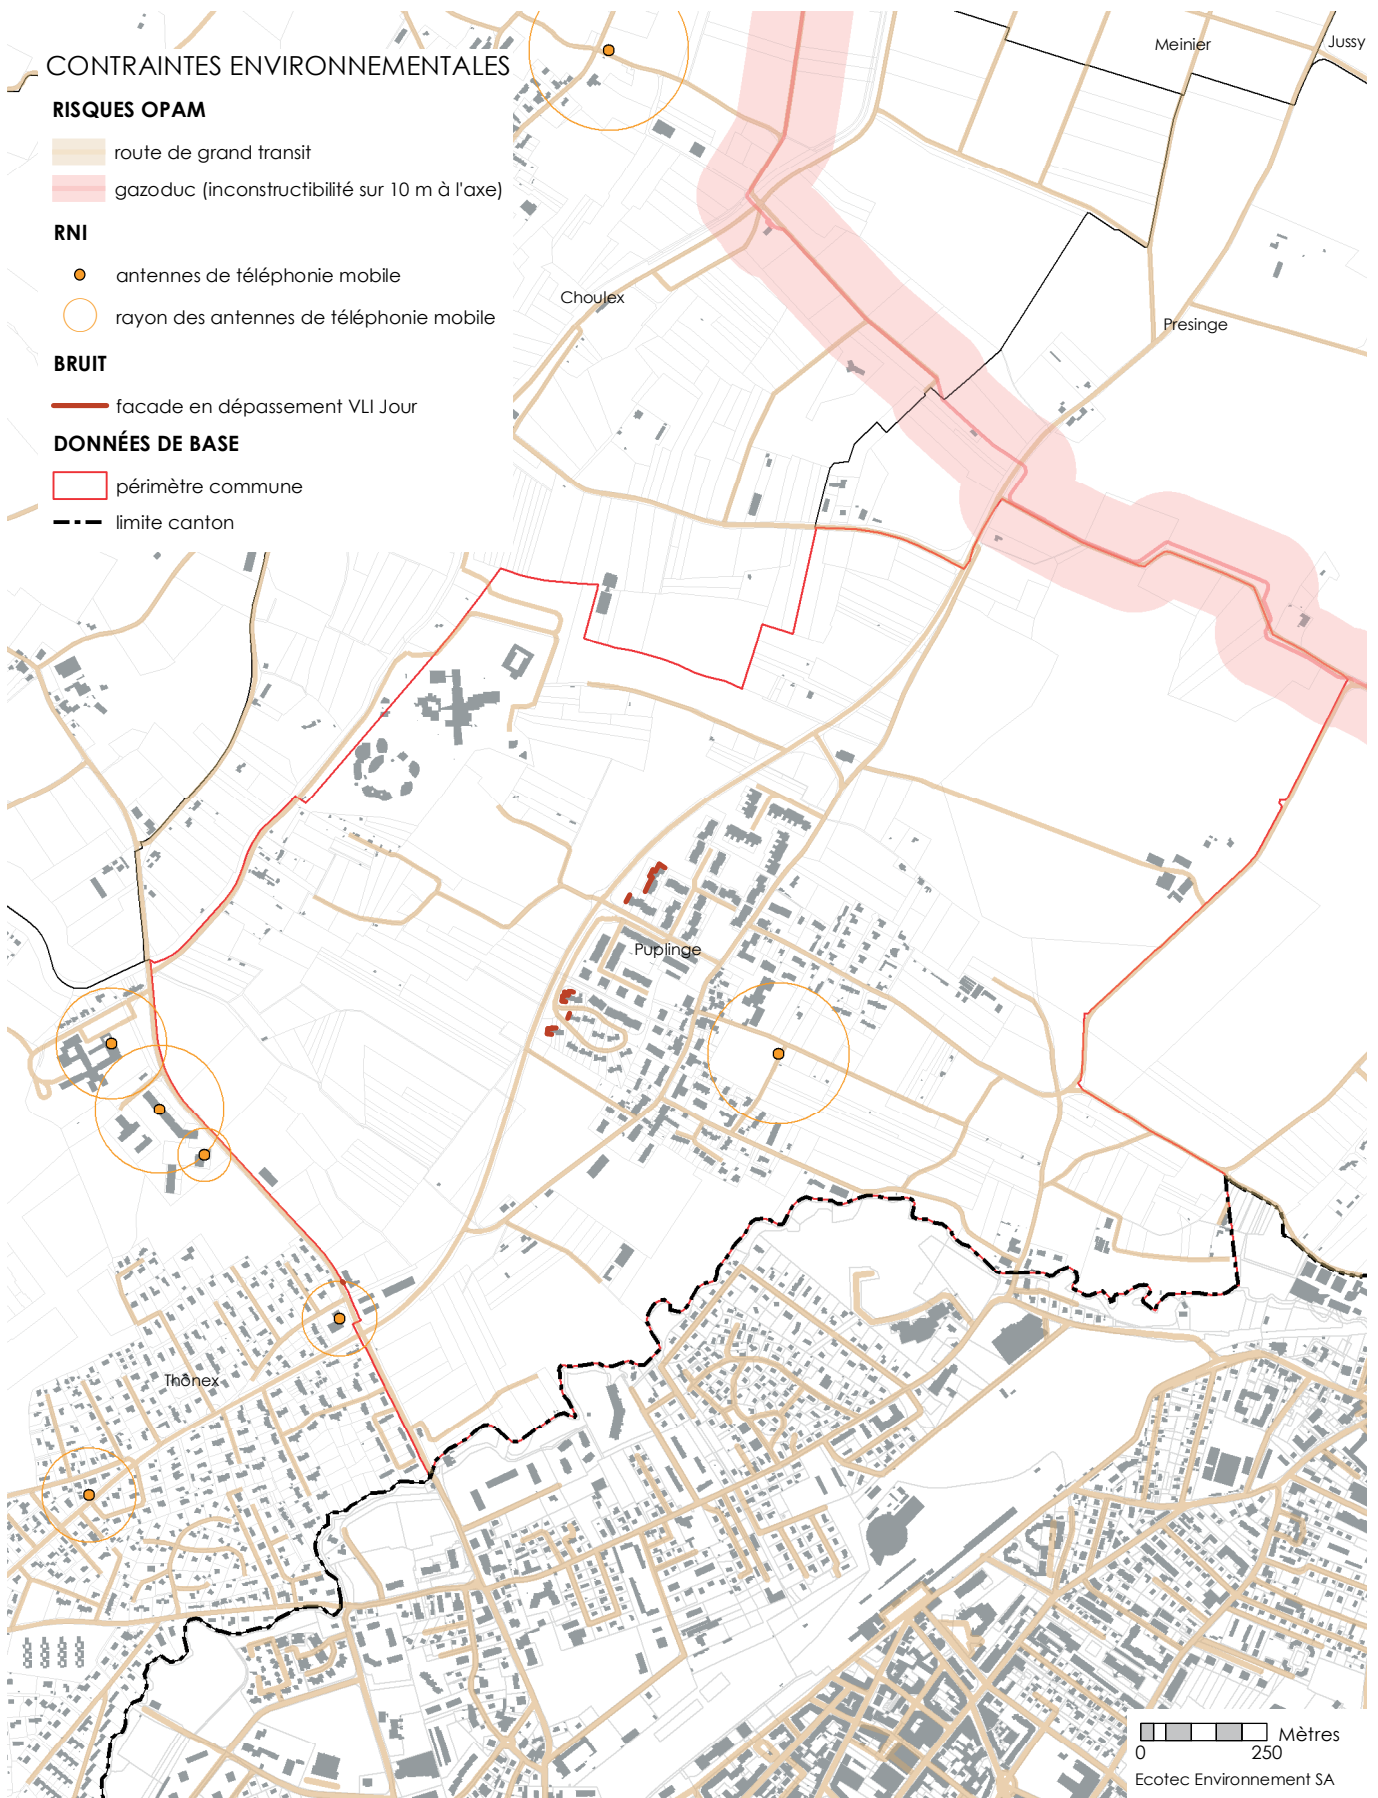 CONTRAINTES ENVIRONNEMENTALES
RISQUES OPAM
route de grand transit
gazoduc (inconstructibilité sur 10 m à l'axe)
RNI
antennes de téléphonie mobile
rayon des antennes de téléphonie mobile
BRUIT
facade en dépassement VLI Jour
DONNÉES DE BASE
périmètre commune
limite canton
Meinier
Jussy
Choulex
Presinge
Puplinge
Thônex
Mètres
0 250
Ecotec Environnement SA